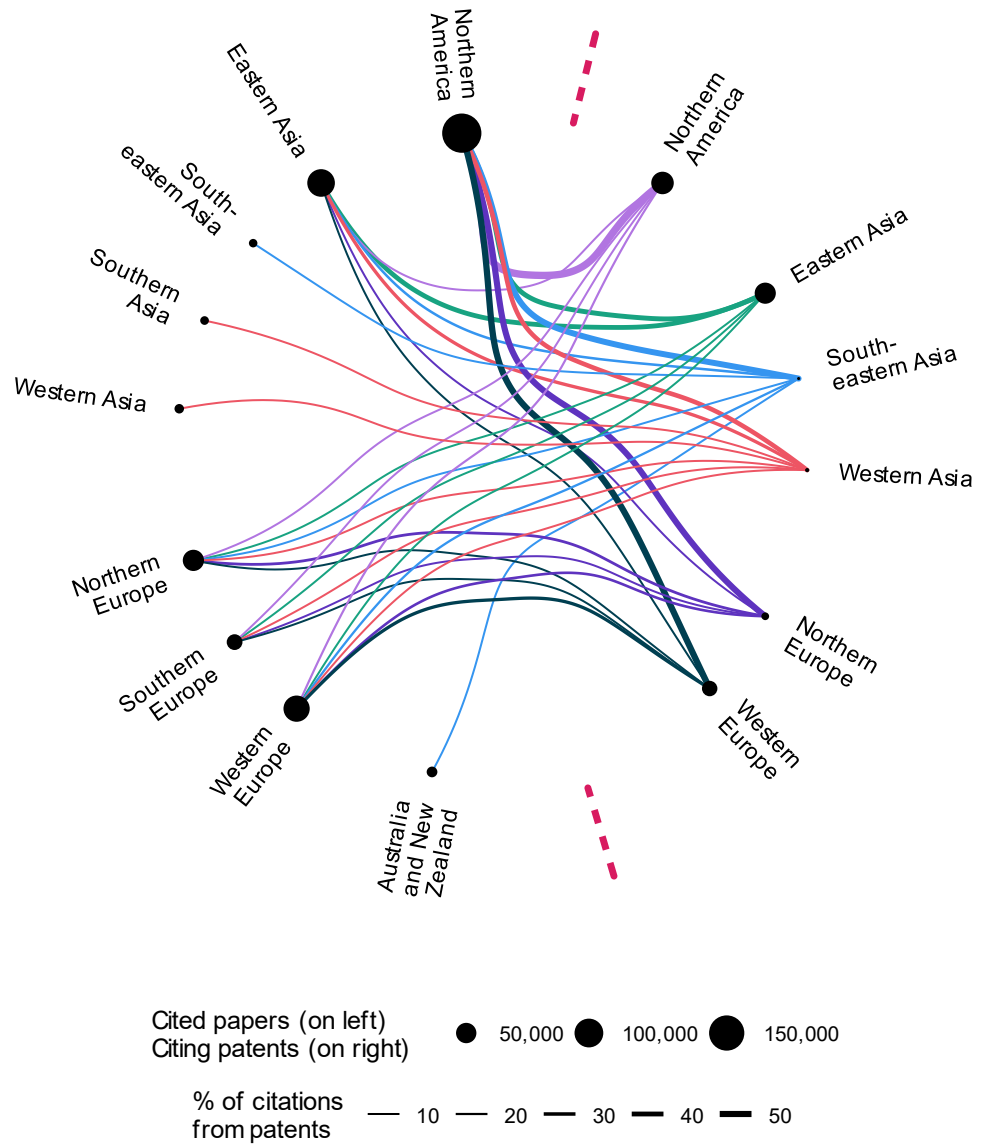 Northern
America
Eastern Asia
South-
eastern Asia
Southern
Asia
Western Asia
Northern
Europe
Southern
Europe
Western
Europe
Australia
and New
Zealand
Northern
America
Eastern Asia
South-
eastern Asia
Western Asia
Northern
Europe
Western
Europe
Cited papers (on left)
Citing patents (on right)
50,000 100,000 150,000
% of citations
from patents
10 20 30 40 50